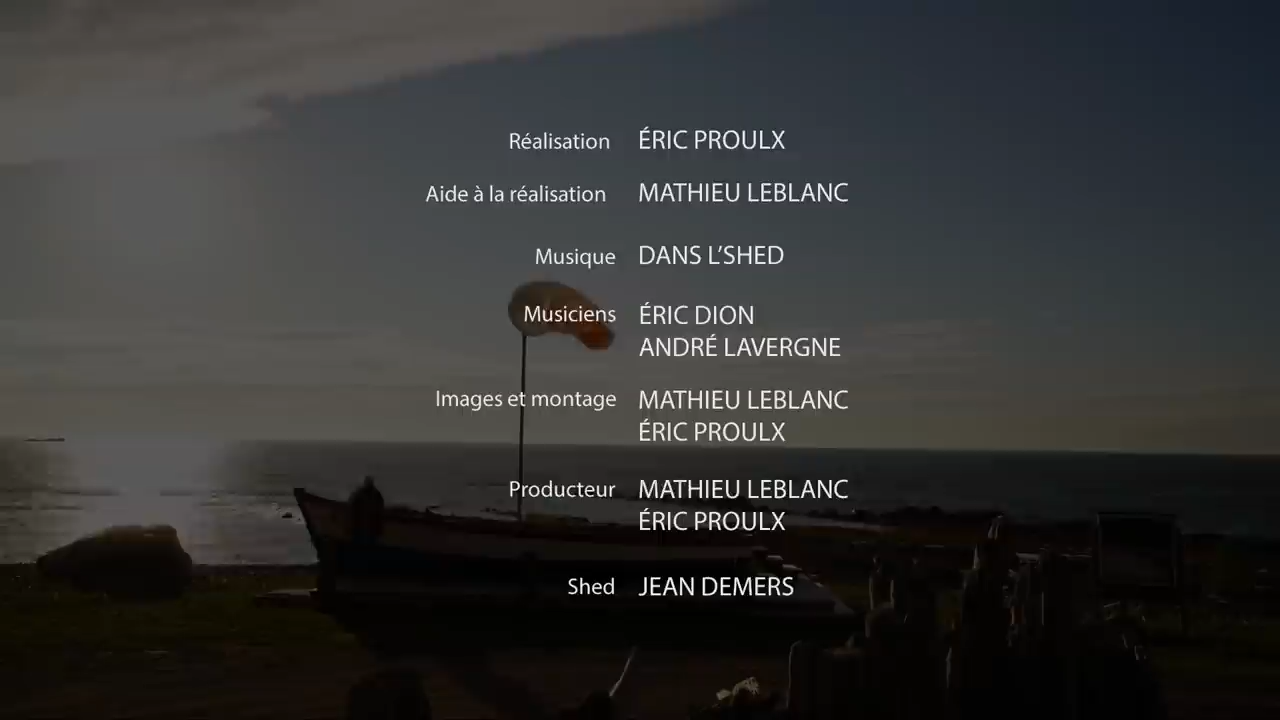 Réalisation ÉRIC PROULX
Aide à la réalisation MATHIEU LEBLANC
Musique DANS L’SHED
Musiciens ÉRIC DION
ANDRÉ LAVERGNE
Images et montage MATHIEU LEBLANC
ÉRIC PROULX
Producteur MATHIEU LEBLANC
ÉRIC PROULX
Shed JEAN DEMERS